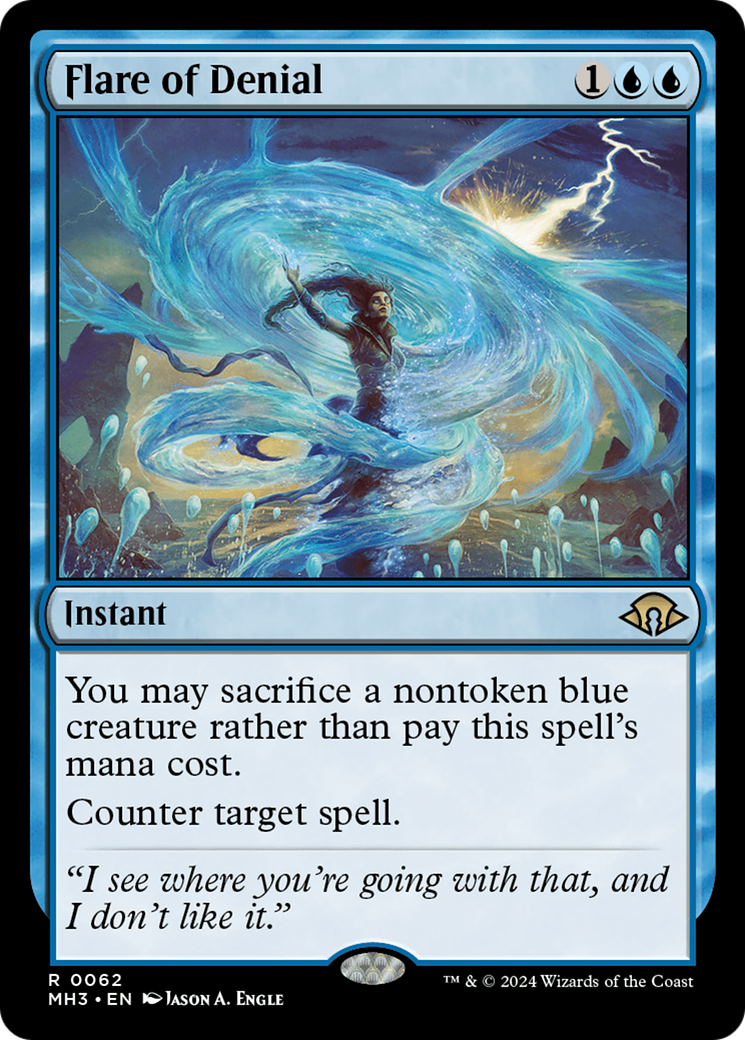 Flare of Denial 1
Instant
You may sacrifice a nontoken blue
creature rather than pay this spell's
mana cost.
Counter target spell.
“I see where you're going with that, and
I don't like it.”
R 0062
MH3 • EN Jason A. Engle
™ & © 2024 Wizards of the Coast